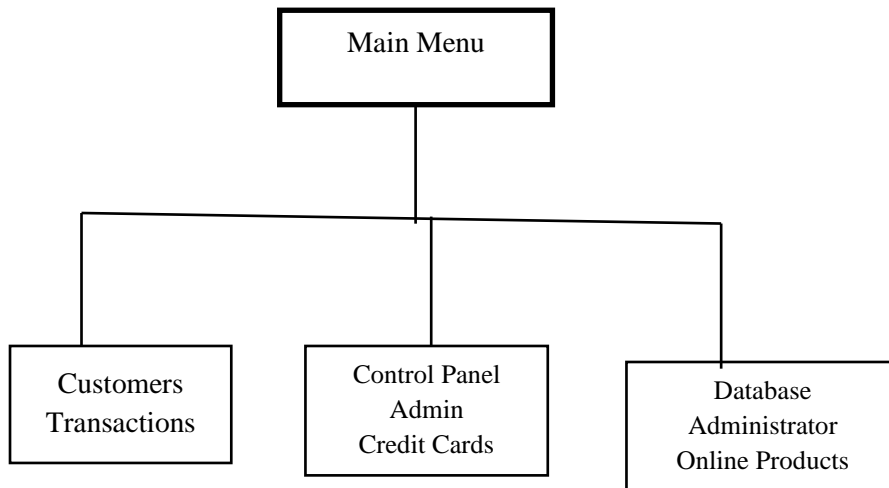 Main Menu
Customers
Transactions
Control Panel
Admin
Credit Cards
Database
Administrator
Online Products